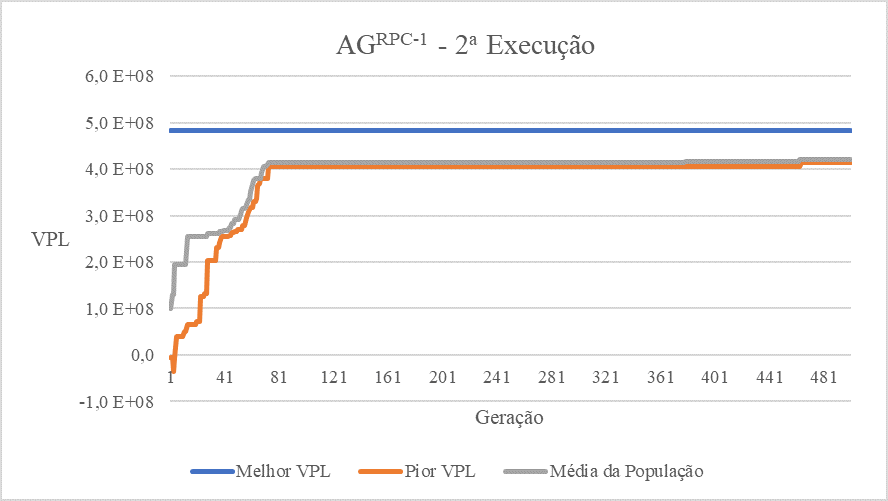 AGRPC-1 - 2ª Execução
6,0 E+08
5,0 E+08
4,0 E+08
3,0 E+08
VPL
2,0 E+08
1,0 E+08
0,0
1 41 81 121 161 201 241 281 321 361 401 441 481
-1,0 E+08
Geração
Melhor VPL Pior VPL Média da População